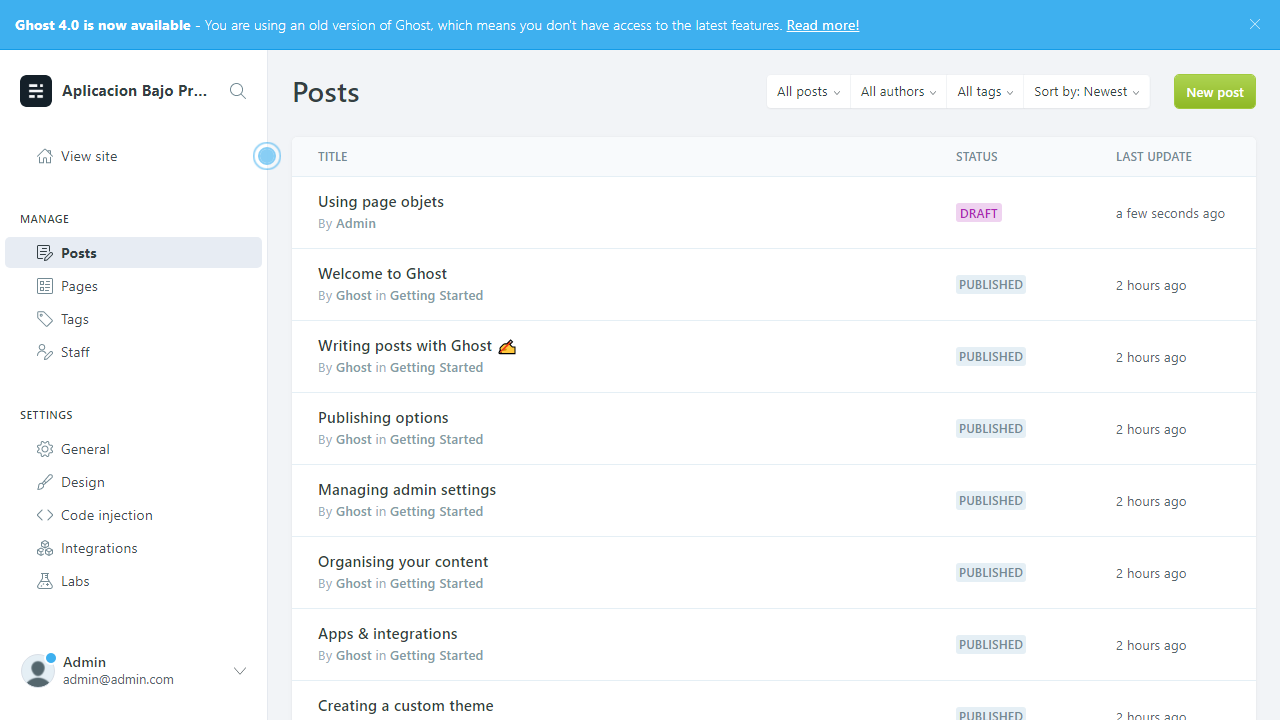 Ghost 4.0 is now available - You are using an old version of Ghost, which means you don't have access to the latest features. Read more!
Aplicacion Bajo Pr...
View site
MANAGE
Posts
Pages
Tags
Staff
SETTINGS
General
Design
Code injection
Integrations
Labs
Admin
admin@admin.com
Posts
All posts
All authors
All tags
Sort by: Newest
New post
TITLE STATUS LAST UPDATE
Using page objets
By Admin
DRAFT
a few seconds ago
Welcome to Ghost
By Ghost in Getting Started
PUBLISHED
2 hours ago
Writing posts with Ghost ✍️
By Ghost in Getting Started
PUBLISHED
2 hours ago
Publishing options
By Ghost in Getting Started
PUBLISHED
2 hours ago
Managing admin settings
By Ghost in Getting Started
PUBLISHED
2 hours ago
Organising your content
By Ghost in Getting Started
PUBLISHED
2 hours ago
Apps & integrations
By Ghost in Getting Started
PUBLISHED
2 hours ago
Creating a custom theme
PUBLISHED
2 hours ago